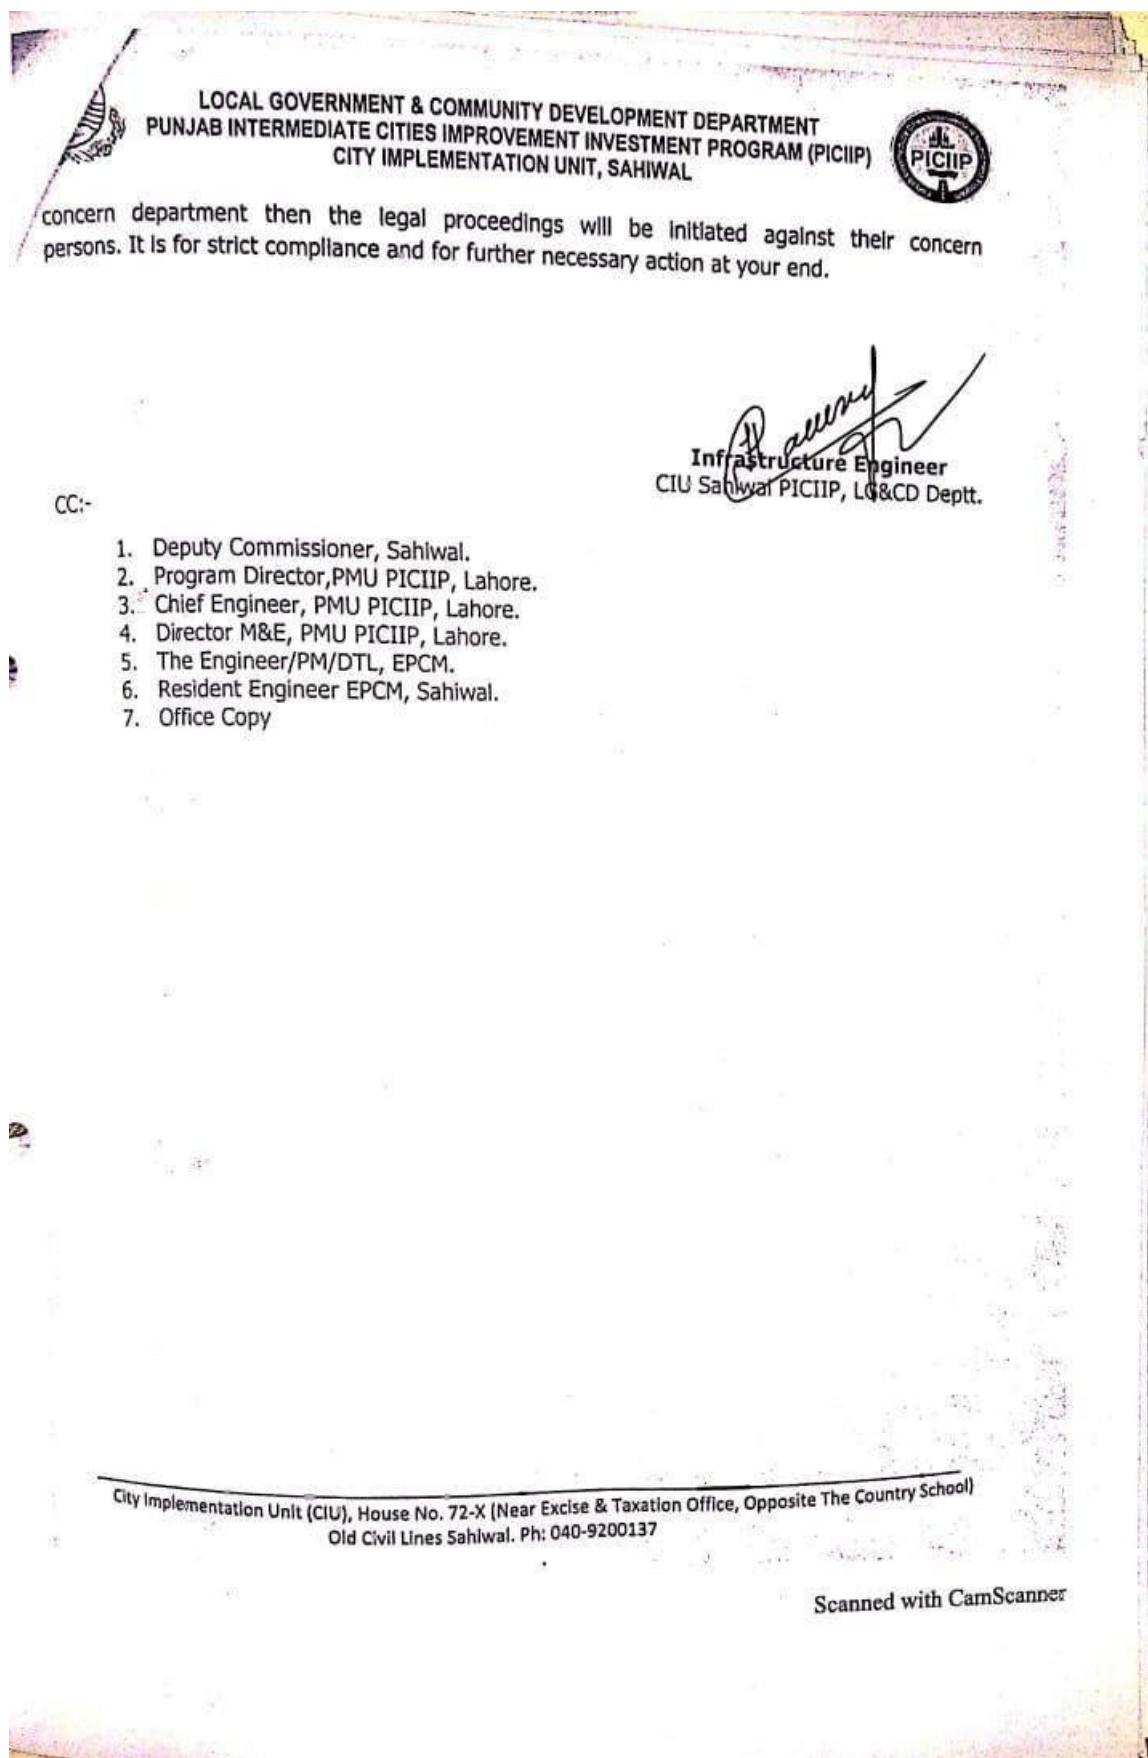 LOCAL GOVERNMENT & COMMUNITY DEVELOPMENT DEPARTMENT
PUNJAB INTERMEDIATE CITIES IMPROVEMENT INVESTMENT PROGRAM (PICIIP)
CITY IMPLEMENTATION UNIT, SAHIWAL
PICIIP
concern department then the legal proceedings will be initiated against their concern
persons. It is for strict compliance and for further necessary action at your end.
Infrastructure Engineer
CIU Sahiwal PICIIP, LG&CD Deptt.
CC:-
1. Deputy Commissioner, Sahiwal.
2. Program Director,PMU PICIIP, Lahore.
3. Chief Engineer, PMU PICIIP, Lahore.
4. Director M&E, PMU PICIIP, Lahore.
5. The Engineer/PM/DTL, EPCM.
6. Resident Engineer EPCM, Sahiwal.
7. Office Copy
City Implementation Unit (CIU), House No. 72-X (Near Excise & Taxation Office, Opposite The Country School)
Old Civil Lines Sahiwal. Ph: 040-9200137
Scanned with CamScanner